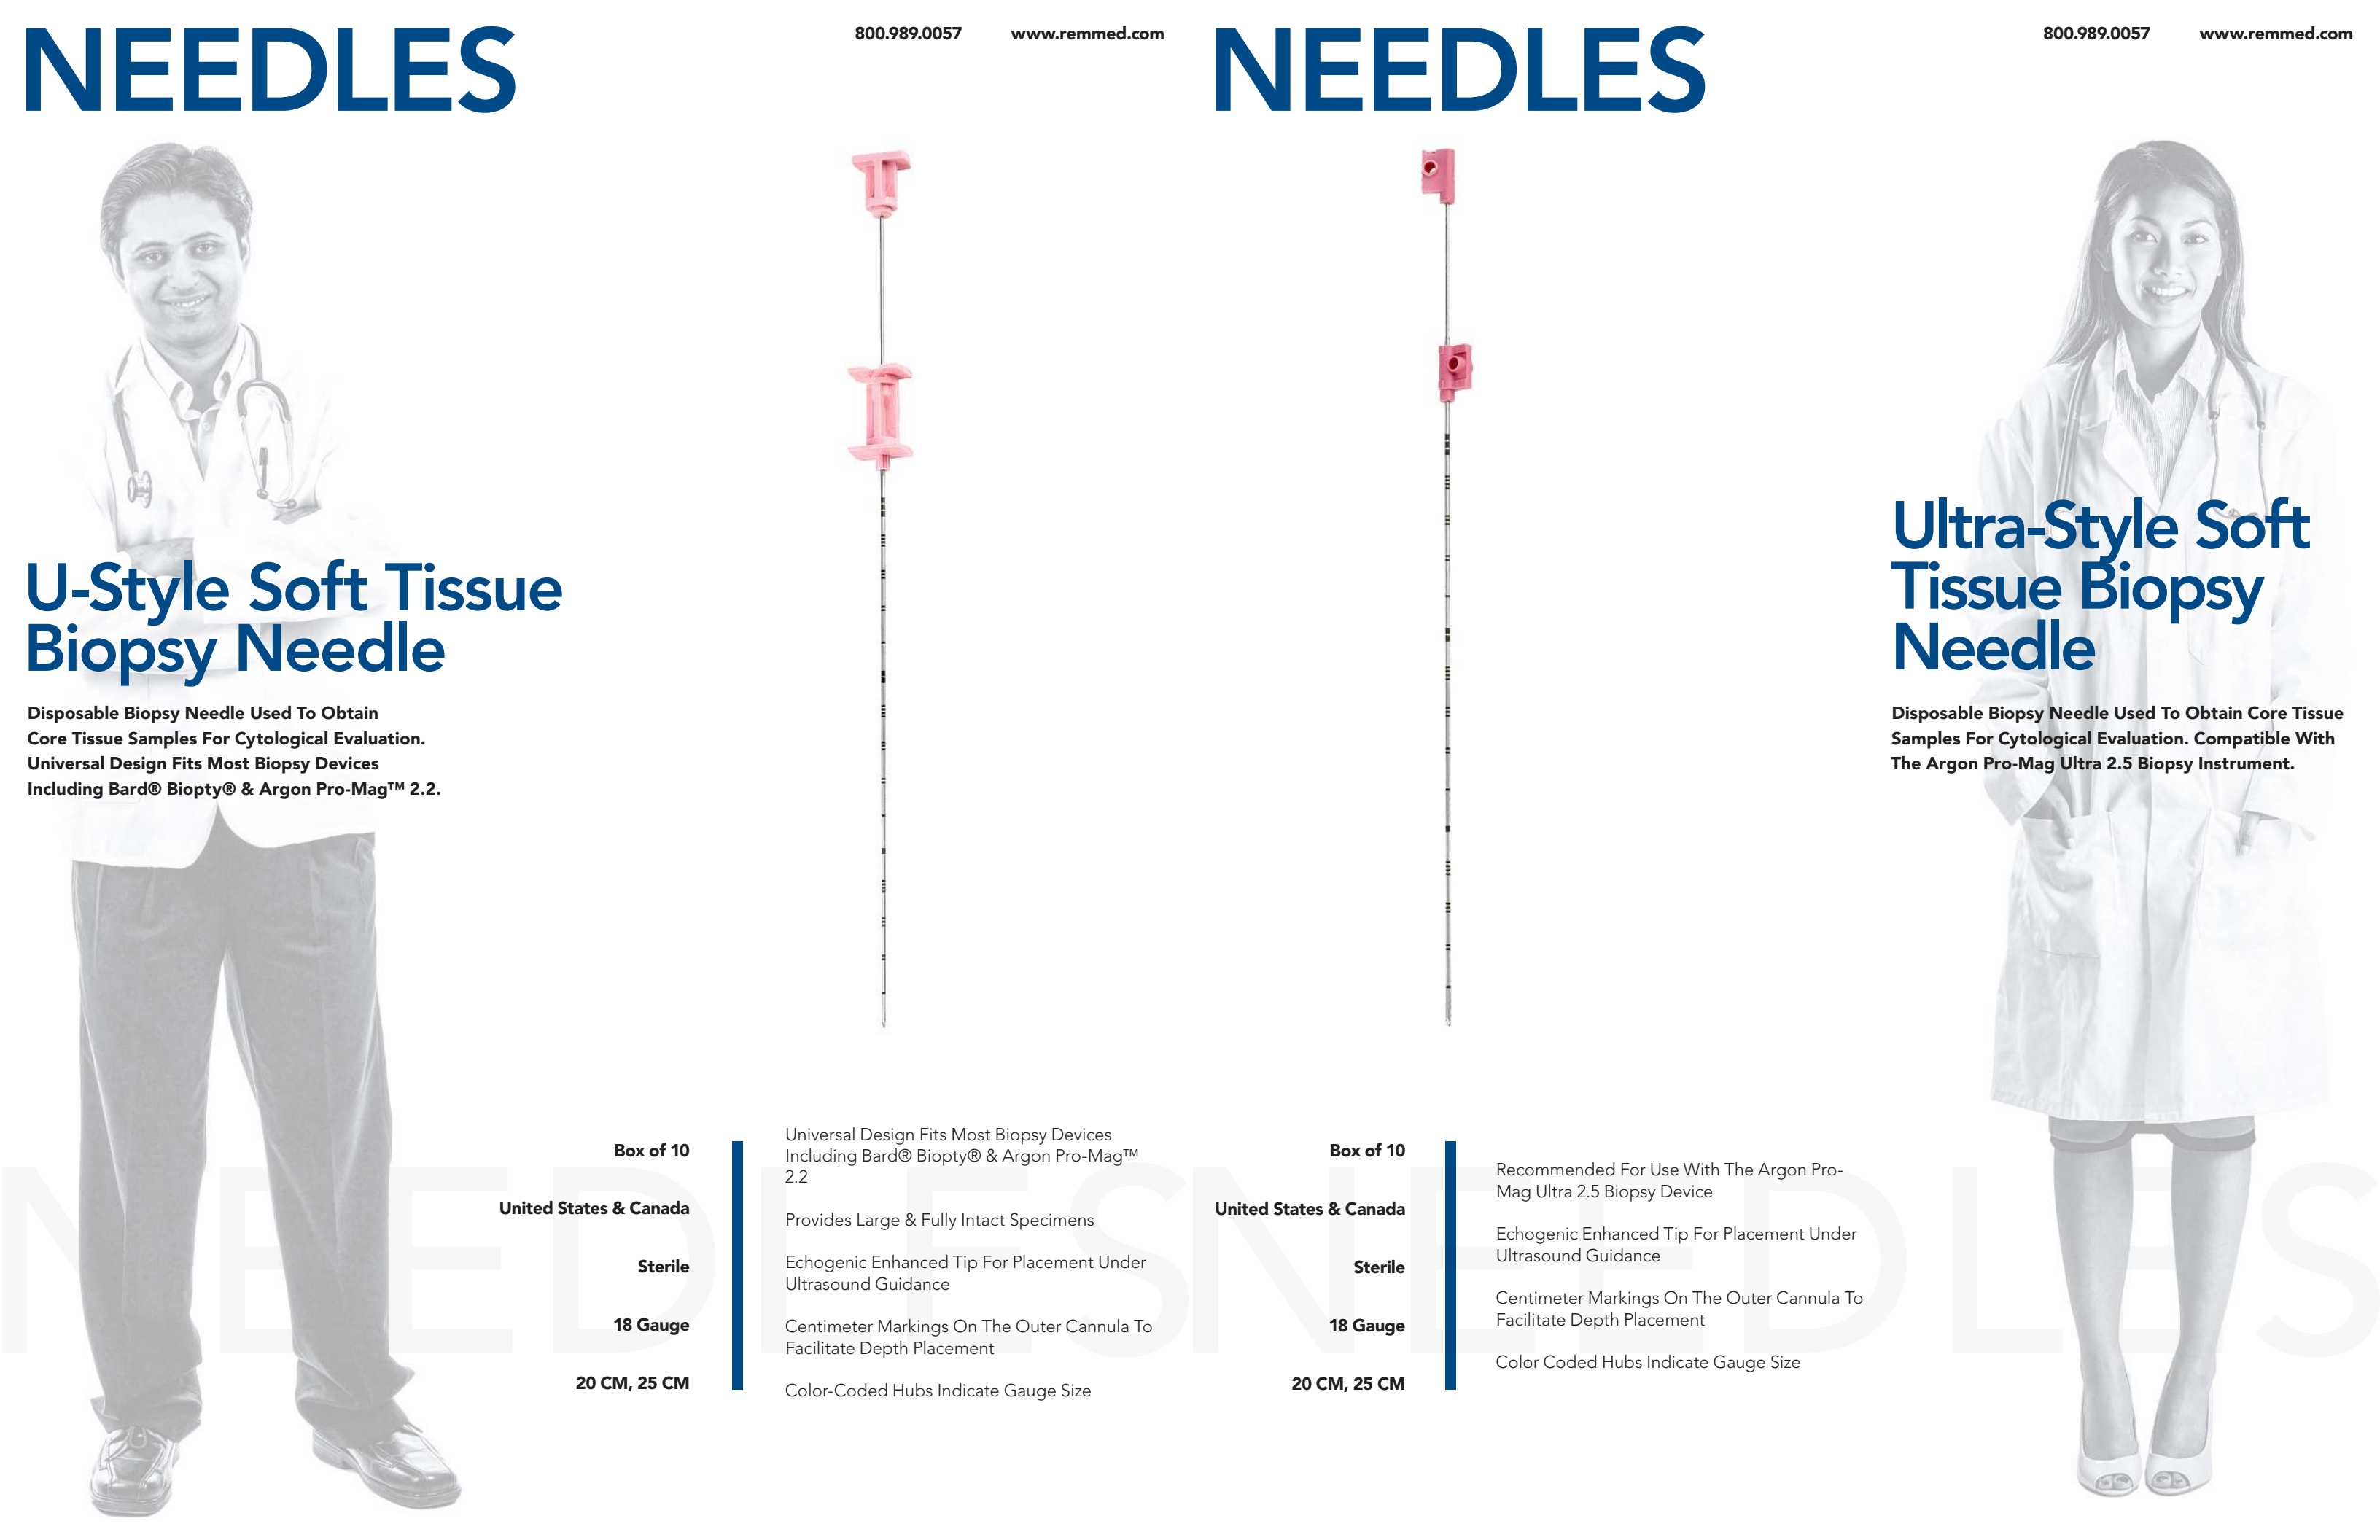 NEEDLES
800.989.0057 www.remmed.com
U-Style Soft Tissue
Biopsy Needle
Disposable Biopsy Needle Used To Obtain
Core Tissue Samples For Cytological Evaluation.
Universal Design Fits Most Biopsy Devices
Including Bard® Biopty® & Argon Pro-Mag™ 2.2.
Box of 10
United States & Canada
Sterile
18 Gauge
20 CM, 25 CM
Universal Design Fits Most Biopsy Devices
Including Bard® Biopty® & Argon Pro-Mag™
2.2
Provides Large & Fully Intact Specimens
Echogenic Enhanced Tip For Placement Under
Ultrasound Guidance
Centimeter Markings On The Outer Cannula To
Facilitate Depth Placement
Color-Coded Hubs Indicate Gauge Size
NEEDLES
NEEDLES
800.989.0057 www.remmed.com
Ultra-Style Soft
Tissue Biopsy
Needle
Disposable Biopsy Needle Used To Obtain Core Tissue
Samples For Cytological Evaluation. Compatible With
The Argon Pro-Mag Ultra 2.5 Biopsy Instrument.
Box of 10
United States & Canada
Sterile
18 Gauge
20 CM, 25 CM
Recommended For Use With The Argon Pro-
Mag Ultra 2.5 Biopsy Device
Echogenic Enhanced Tip For Placement Under
Ultrasound Guidance
Centimeter Markings On The Outer Cannula To
Facilitate Depth Placement
Color Coded Hubs Indicate Gauge Size
NEEDLES